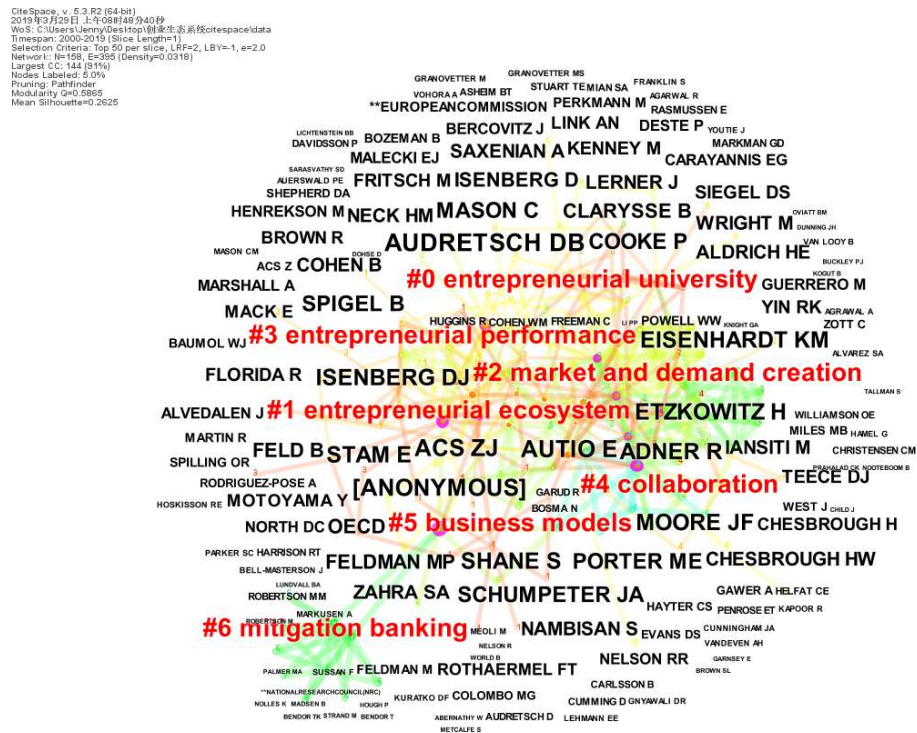 CiteSpace, v. 5.3.R2 (64-bit)
2019年3月29日 上午08时48分40秒
WoS: C:\Users\Jenny\Desktop\创业生态系统citespace\data
Timespan: 2000-2019 (Slice Length=1)
Selection Criteria: Top 50 per slice, LRF=2, LBY=-1, e=2.0
Network: N=158, E=395 (Density=0.0318)
Largest CC: 144 (91%)
Nodes Labeled: 5.0%
Pruning: Pathfinder
Modularity Q=0.5865
Mean Silhouette=0.2625
GRANOVETTER M GRANOVETTER MS
VOHORA A ASHEIM BT STUART TE MIAN SA FRANKLIN S
**EUROPEANCOMMISSION PERKMANN M AGARWAL R
RASMUSSEN E
BERCOVITZ J LINK AN DESTE P YOUTIE J
LICHTENSTEIN BB
DAVIDSSON P BOZEMAN B MARKMAN GD
MALECKI EJ SAXENIAN A KENNEY M CARAYANNIS EG
SARASVATHY SD
AUERSWALD PE FRITSCH M ISENBERG D LERNER J
SHEPHERD DA SIEGEL DS
HENREKSON M NECK HM MASON C CLARYSSE B WRIGHT M OVIATT BM
DUNNING JH
BROWN R AUDRETSCH DB COOKE P ALDRICH HE VAN LOOY B
MASON CM DOHSE D
ACS Z COHEN B BUCKLEY PJ
#0 entrepreneurial university KOGUT B
MARSHALL A GUERRERO M
MACK E SPIGEL B YIN RK AGRAWAL A
HUGGINS R COHEN WM FREEMAN C LI PP POWELL WW KNIGHT GA ZOTT C
BAUMOL WJ #3 entrepreneurial performance EISENHARDT KM
ALVAREZ SA
FLORIDA R ISENBERG DJ #2 market and demand creation
TALLMAN S
ALVEDALEN J #1 entrepreneurial ecosystem ETZKOWITZ H WILLIAMSON OE
MILES MB HAMEL G
MARTIN R FELD B STAM E ACS ZJ AUTIO E ADNER R IANSITI M CHRISTENSEN CM
SPILLING OR PRAHALAD CK NOOTEBOOM B
RODRIGUEZ-POSE A [ANONYMOUS] GARUD R #4 collaboration TEECE DJ
HOSKISSON RE MOTOYAMA Y BOSMA N WEST J CHILD J
NORTH DC OECD #5 business models MOORE JF CHESBROUGH H
PARKER SC HARRISON RT FELDMAN MP SHANE S PORTER ME CHESBROUGH HW
BELL-MASTERSON J
LUNDVALL BA
ROBERTSON MM ZAHRA SA SCHUMPETER JA GAWER A HELFAT CE
MARKUSEN A HAYTER CS PENROSE ET KAPOOR R
ROBERTSON M
#6 mitigation banking MEOLI M NAMBISAN S EVANS DS CUNNINGHAM JA
VANDEVEN AH
NELSON R
WORLD B NELSON RR GARNSEY E
PALMER MA SUSSAN F FELDMAN M ROTHAERMEL FT BROWN SL
CARLSSON B
**NATIONALRESEARCHCOUNCIL(NRC)
NOLLES K MADSEN B HOUGH P KURATKO DF COLOMBO MG CUMMING D GNYAWALI DR
BENDOR TK STRAND M BENDOR T ABERNATHY W AUDRETSCH D LEHMANN EE
METCALFE S